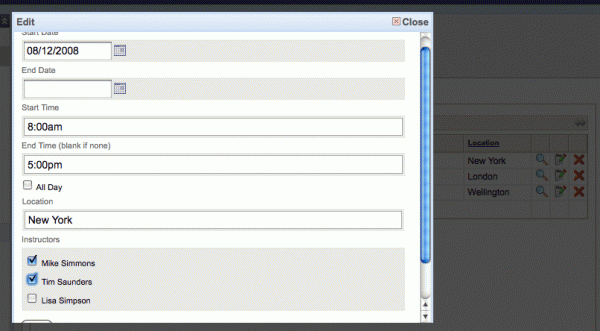 Edit
Close
Start Date
08/12/2008
End Date
Start Time
8:00am
End Time (blank if none)
5:00pm
All Day
Location
New York
Instructors
Mike Simmons
Tim Saunders
Lisa Simpson
Location
New York
London
Wellington